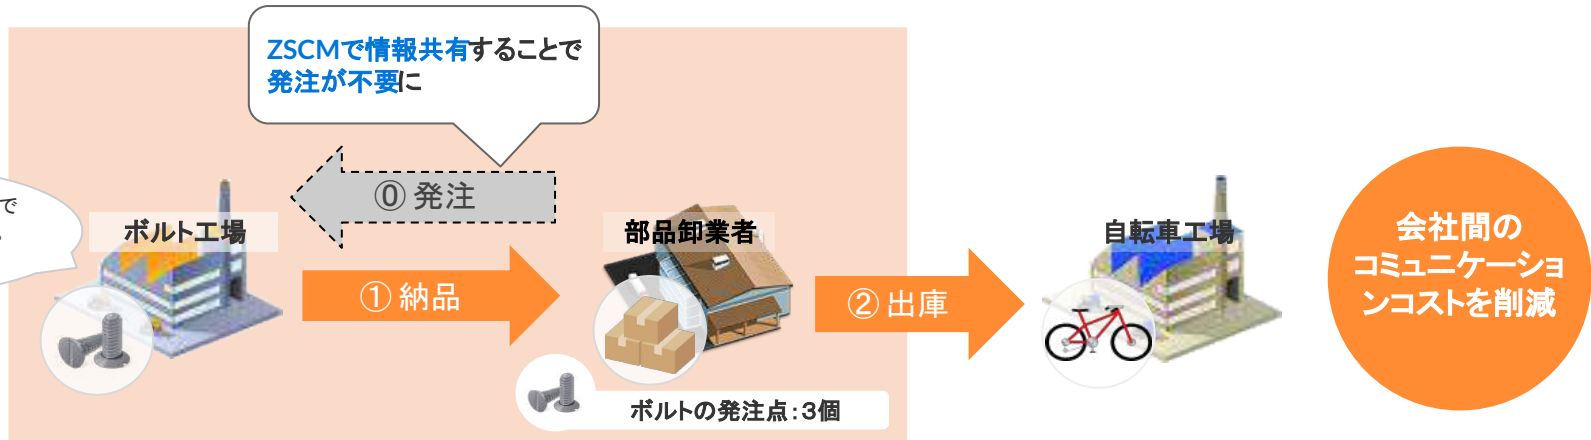 ZSCMで情報共有することで
発注が不要に
⓪ 発注
で
ボルト工場
部品卸業者
自転車工場
① 納品
② 出庫
ボルトの発注点：3個
会社間の
コミュニケーショ
ンコストを削減